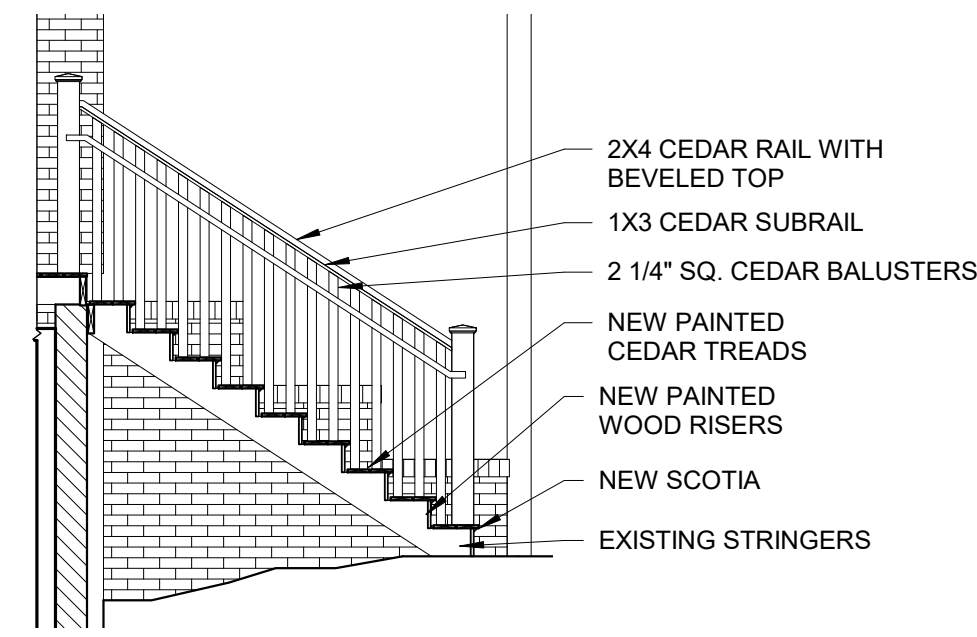 2X4 CEDAR RAIL WITH
BEVELED TOP
1X3 CEDAR SUBRAIL
2 1/4" SQ. CEDAR BALUSTERS
NEW PAINTED
CEDAR TREADS
NEW PAINTED
WOOD RISERS
NEW SCOTIA
EXISTING STRINGERS